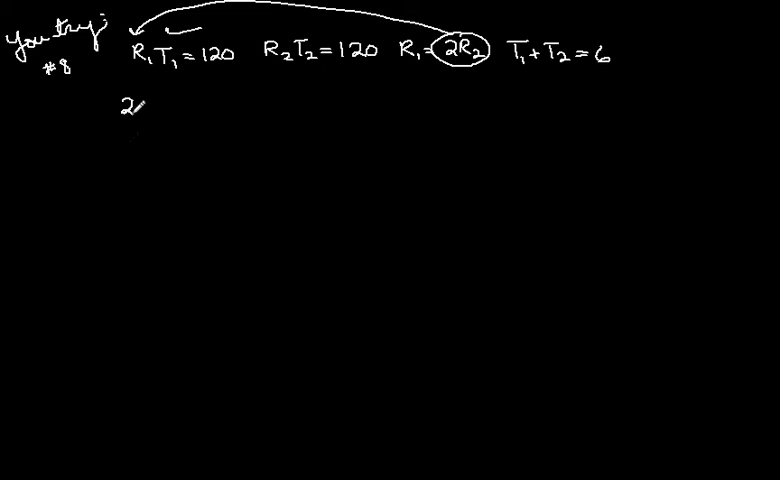 You try:
#8
R₁T₁=120 R₂T₂=120 R₁=2R₂ T₁+T₂=6
2